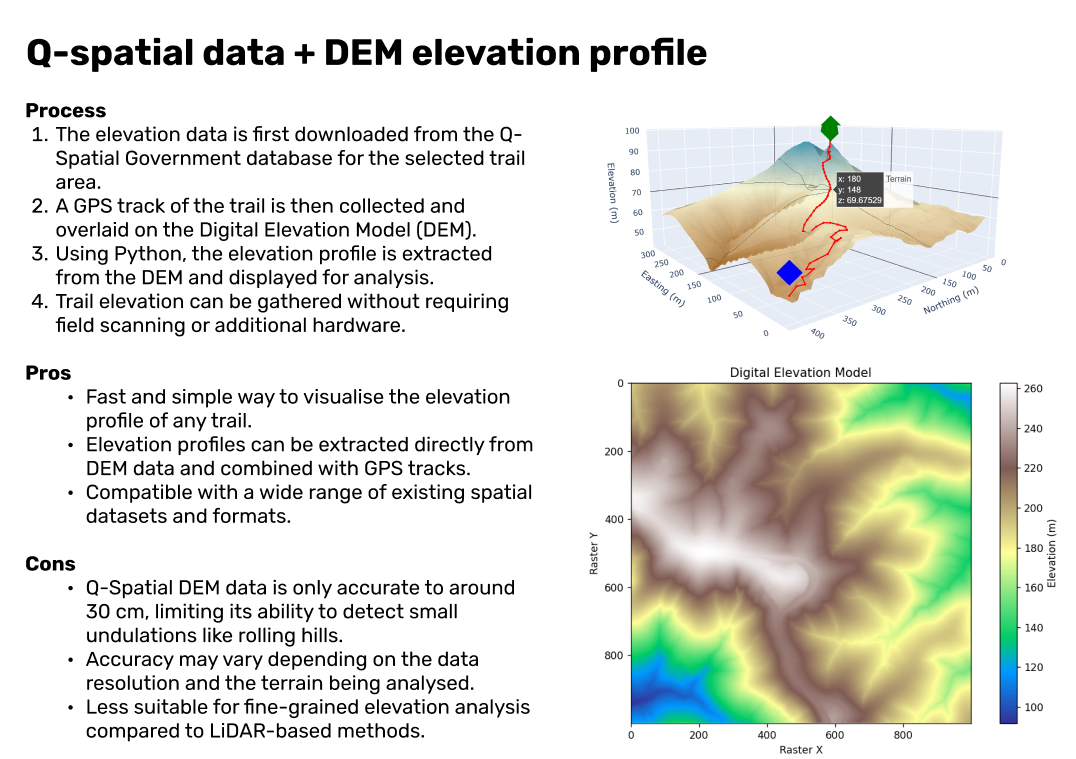 Q-spatial data + DEM elevation profile
Process
1. The elevation data is first downloaded from the Q-
Spatial Government database for the selected trail
area.
2. A GPS track of the trail is then collected and
overlaid on the Digital Elevation Model (DEM).
3. Using Python, the elevation profile is extracted
from the DEM and displayed for analysis.
4. Trail elevation can be gathered without requiring
field scanning or additional hardware.
Pros
• Fast and simple way to visualise the elevation
profile of any trail.
• Elevation profiles can be extracted directly from
DEM data and combined with GPS tracks.
• Compatible with a wide range of existing spatial
datasets and formats.
Cons
• Q-Spatial DEM data is only accurate to around
30 cm, limiting its ability to detect small
undulations like rolling hills.
• Accuracy may vary depending on the data
resolution and the terrain being analysed.
• Less suitable for fine-grained elevation analysis
compared to LiDAR-based methods.
100
90
80
70
60
50
Elevation (m)
x: 180
y: 148
z: 69.67529
Terrain
300
250
200
150
100
50
0
Easting (m)
400
350
300
250
200
150
100
50
0
Northing (m)
Digital Elevation Model
0
200
400
600
800
Raster Y
0
200
400
600
800
Raster X
260
240
220
200
180
160
140
120
100
Elevation (m)